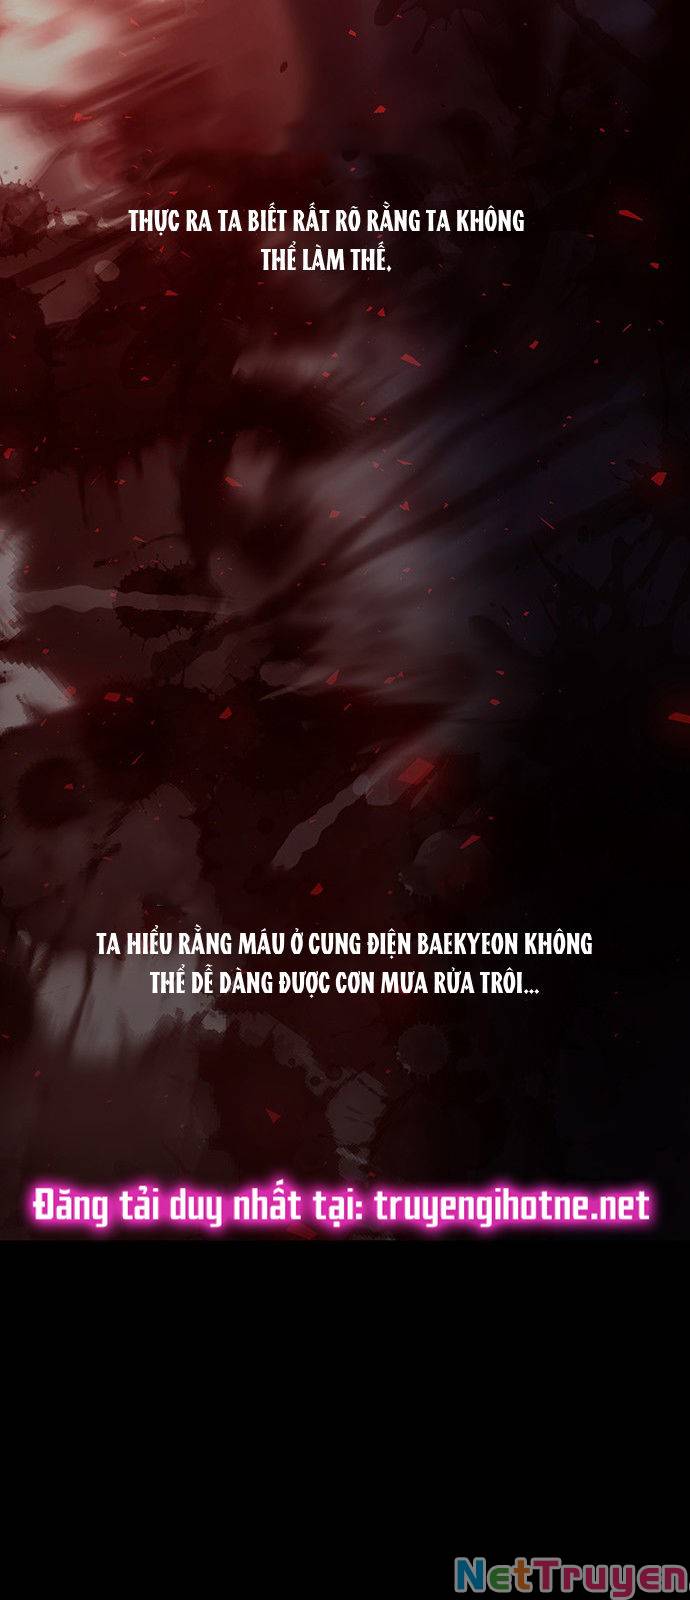 THỰC RA TA BIẾT RẤT RÕ RẰNG TA KHÔNG
THỂ LÀM THẾ.
TA HIỂU RẰNG MÁU Ở CUNG ĐIỆN BAEKYEON KHÔNG
THỂ DỄ DÀNG ĐƯỢC CƠN MƯA RỬA TRÔI...
Đăng tải duy nhất tại: truyengihotne.net
NetTruyen